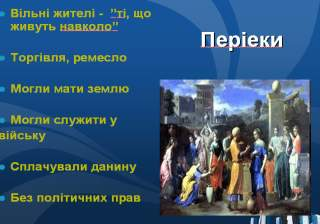 Періеки
Вільні жителі - "ті, що
живуть навколо"
Торгівля, ремесло
Могли мати землю
Могли служити у
війську
Сплачували данину
Без політичних прав